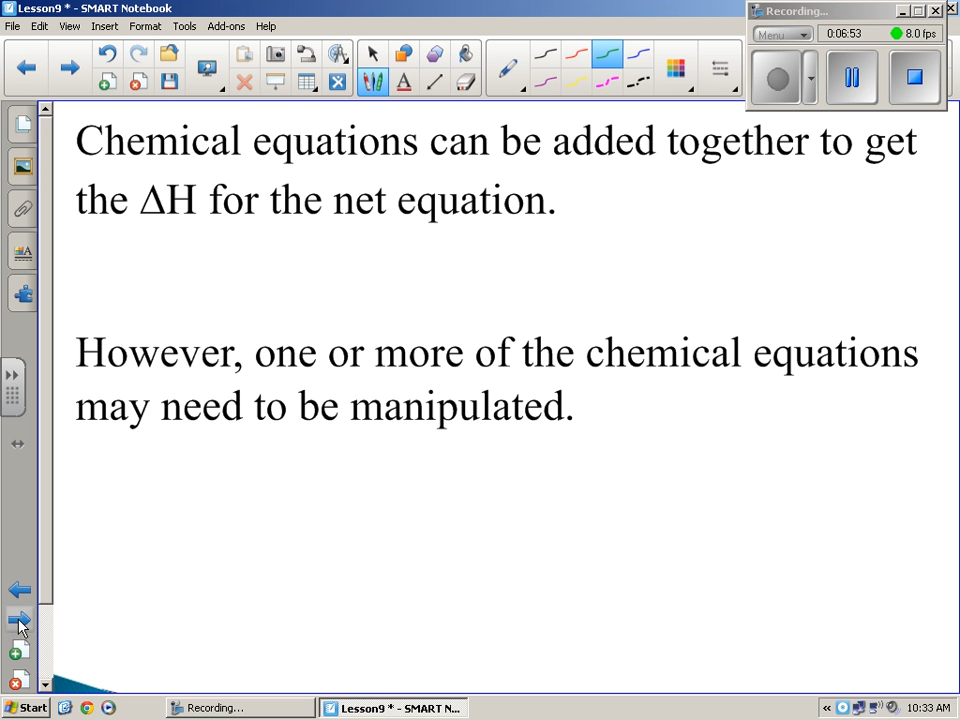 Lesson9 * - SMART Notebook
Recording...
File Edit View Insert Format Tools Add-ons Help
Menu
0:06:53
8.0 fps
A
Chemical equations can be added together to get
the ΔH for the net equation.
However, one or more of the chemical equations
may need to be manipulated.
Start
Recording...
Lesson9 * - SMART N...
«
10:33 AM